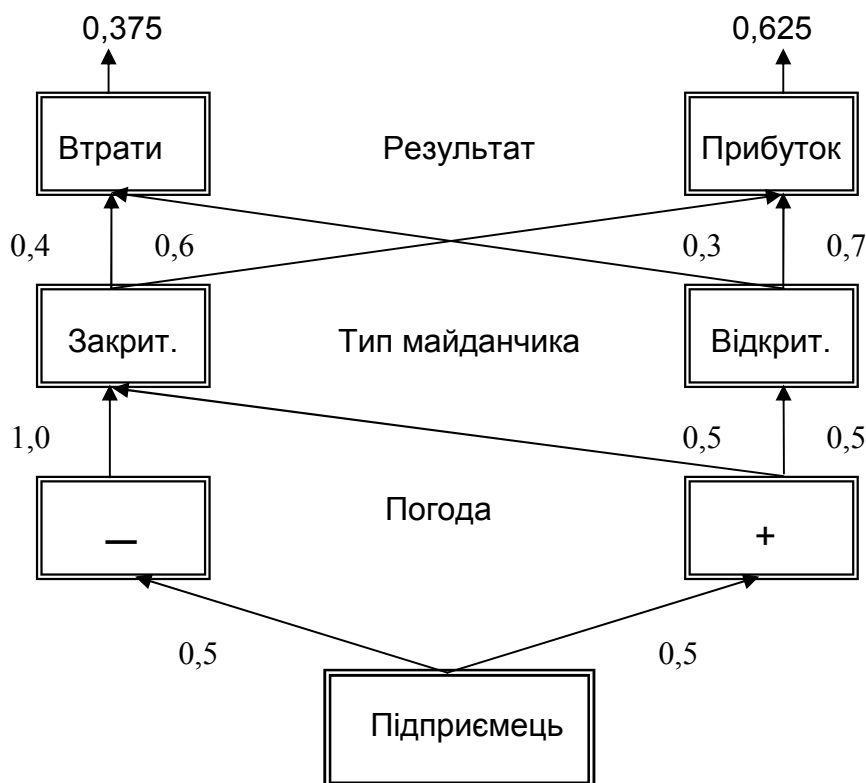 0,375 0,625
Втрати Результат Прибуток
0,4 0,6 0,3 0,7
Закрит. Тип майданчика Відкрит.
1,0 0,5 0,5
– Погода +
0,5 0,5
Підприємець